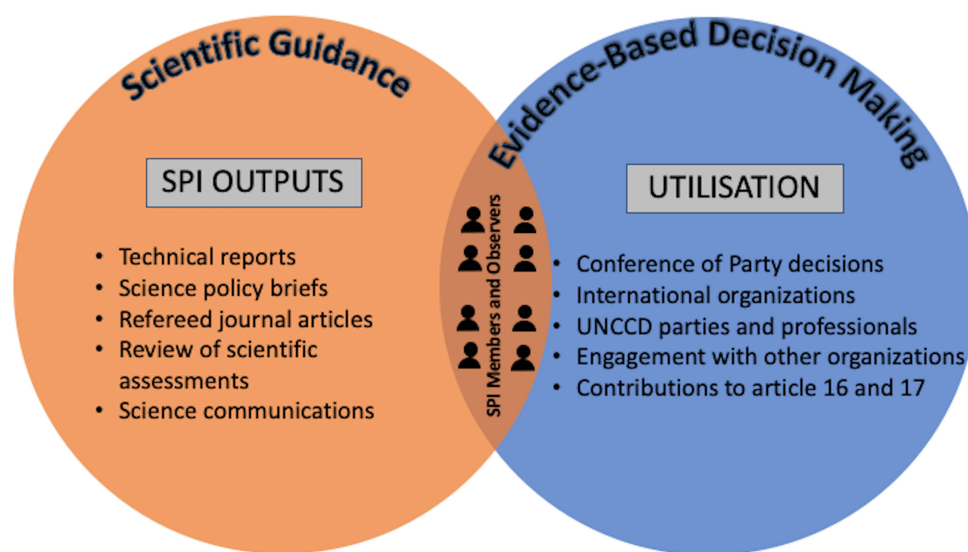 Scientific Guidance
Evidence-Based Decision Making
SPI OUTPUTS
• Technical reports
• Science policy briefs
• Refereed journal articles
• Review of scientific
assessments
• Science communications
SPI Members and Observers
UTILISATION
• Conference of Party decisions
• International organizations
• UNCCD parties and professionals
• Engagement with other organizations
• Contributions to article 16 and 17